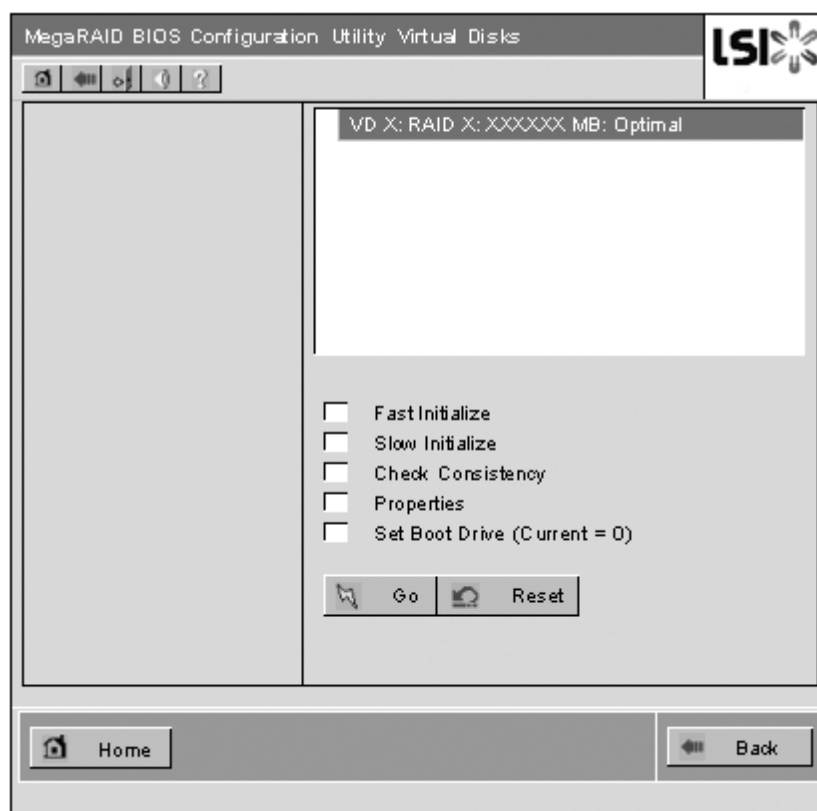 MegaRAID BIOS Configuration Utility Virtual Disks
LSI
?
VD X: RAID X: XXXXXX MB: Optimal
Fast Initialize
Slow Initialize
Check Consistency
Properties
Set Boot Drive (Current = 0)
Go Reset
Home Back